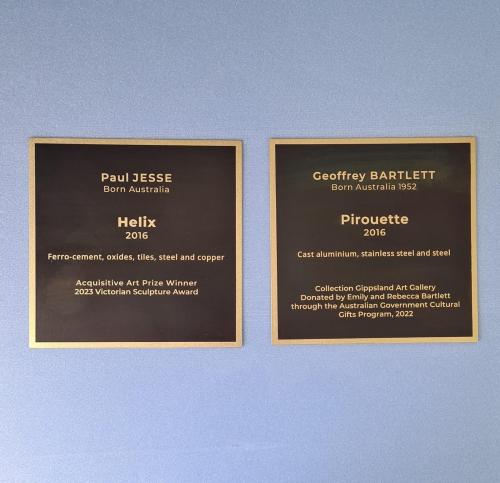 Paul JESSE
Born Australia
Helix
2016
Ferro-cement, oxides, tiles, steel and copper
Acquisitive Art Prize Winner
2023 Victorian Sculpture Award
Geoffrey BARTLETT
Born Australia 1952
Pirouette
2016
Cast aluminium, stainless steel and steel
Collection Gippsland Art Gallery
Donated by Emily and Rebecca Bartlett
through the Australian Government Cultural
Gifts Program, 2022